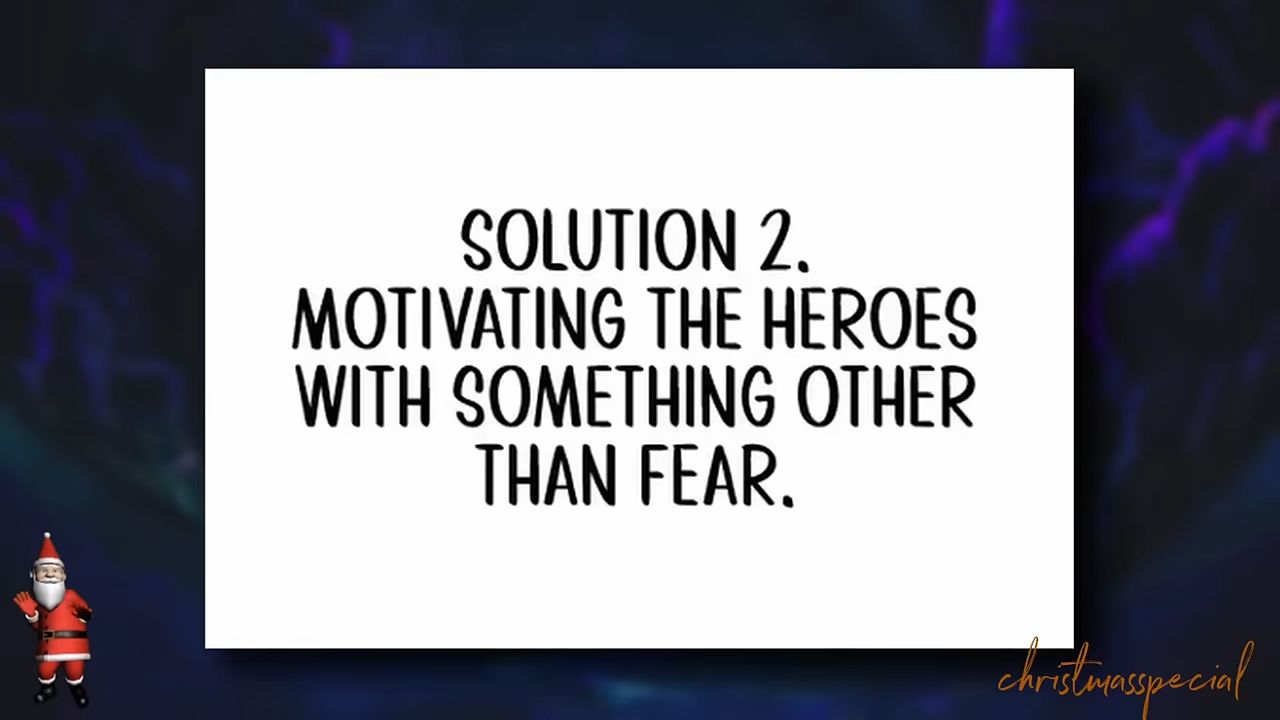 SOLUTION 2.
MOTIVATING THE HEROES
WITH SOMETHING OTHER
THAN FEAR.
christmasspecial